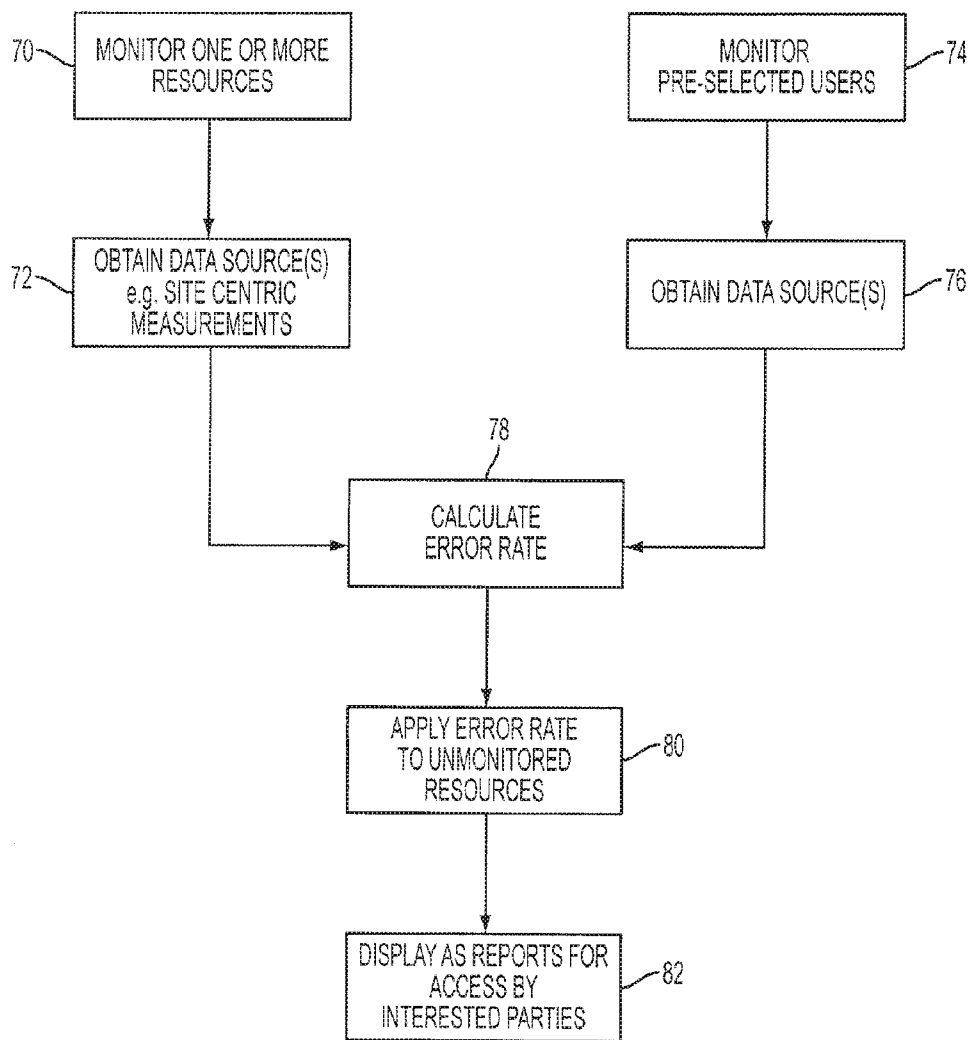 70
MONITOR ONE OR MORE
RESOURCES
MONITOR
PRE-SELECTED USERS
74
72
OBTAIN DATA SOURCE(S)
e.g. SITE CENTRIC
MEASUREMENTS
OBTAIN DATA SOURCE(S)
76
78
CALCULATE
ERROR RATE
APPLY ERROR RATE
TO UNMONITORED
RESOURCES
80
DISPLAY AS REPORTS FOR
ACCESS BY
INTERESTED PARTIES
82